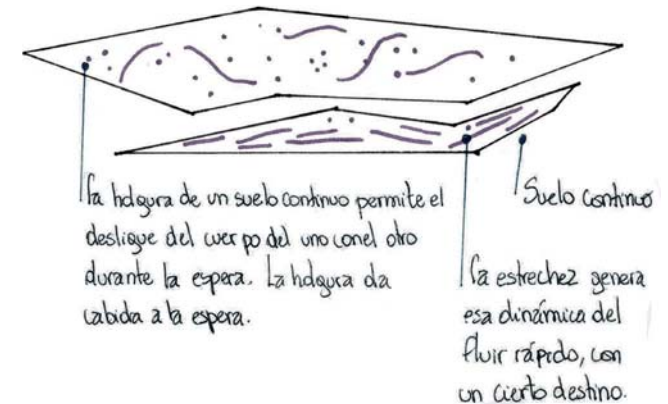 la holgura de un suelo continuo permite el
desligue del cuerpo del uno con el otro
durante la espera. La holgura da
cabida a la espera.
Suelo continuo
la estrechez genera
esa dinámica del
fluir rápido, con
un cierto destino.